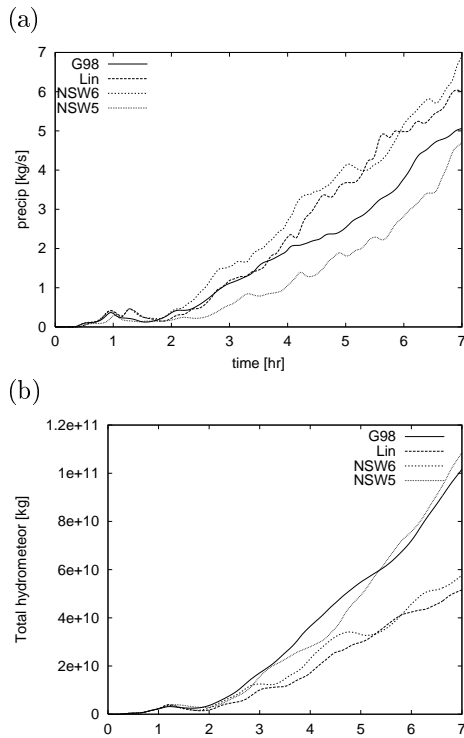 (a)
7
6
5
4
3
2
1
0
precip [kg/s]
G98
Lin
NSW6
NSW5
0 1 2 3 4 5 6 7
time [hr]
(b)
1.2e+11
1e+11
8e+10
6e+10
4e+10
2e+10
0
Total hydrometeor [kg]
G98
Lin
NSW6
NSW5
0 1 2 3 4 5 6 7